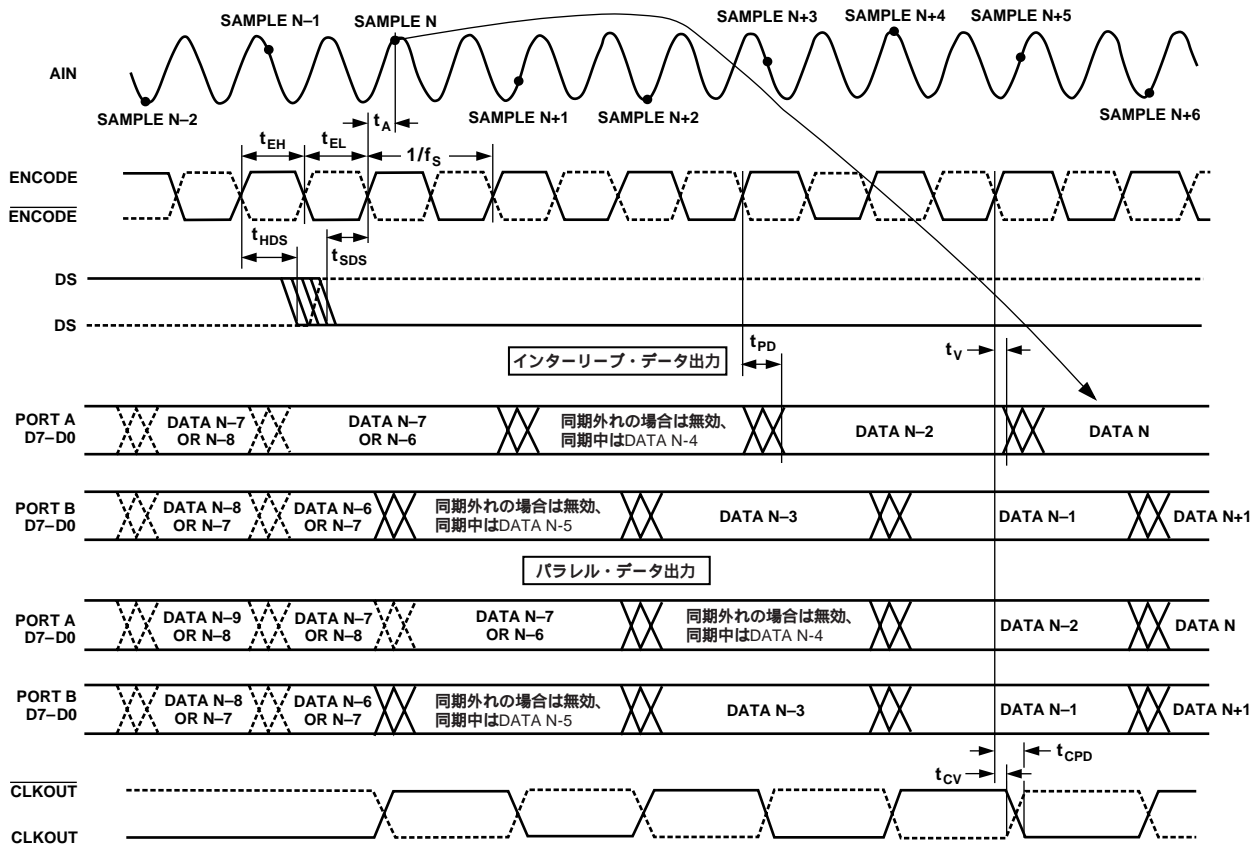 SAMPLE N–1
SAMPLE N
SAMPLE N+3
SAMPLE N+4
SAMPLE N+5
AIN
SAMPLE N–2
tA
SAMPLE N+1
SAMPLE N+2
SAMPLE N+6
tEH
tEL
1/fS
ENCODE
ENCODE
tHDS
tSDS
DS
DS
インターリーブ・データ出力
tPD
tV
PORT A
D7–D0
DATA N–7
OR N–8
DATA N–7
OR N–6
同期外れの場合は無効、
同期中はDATA N-4
DATA N–2
DATA N
PORT B
D7–D0
DATA N–8
OR N–7
DATA N–6
OR N–7
同期外れの場合は無効、
同期中はDATA N-5
DATA N–3
DATA N–1
DATA N+1
パラレル・データ出力
PORT A
D7–D0
DATA N–9
OR N–8
DATA N–7
OR N–8
DATA N–7
OR N–6
同期外れの場合は無効、
同期中はDATA N-4
DATA N–2
DATA N
PORT B
D7–D0
DATA N–8
OR N–7
DATA N–6
OR N–7
同期外れの場合は無効、
同期中はDATA N-5
DATA N–3
DATA N–1
DATA N+1
tCPD
tCV
CLKOUT
CLKOUT